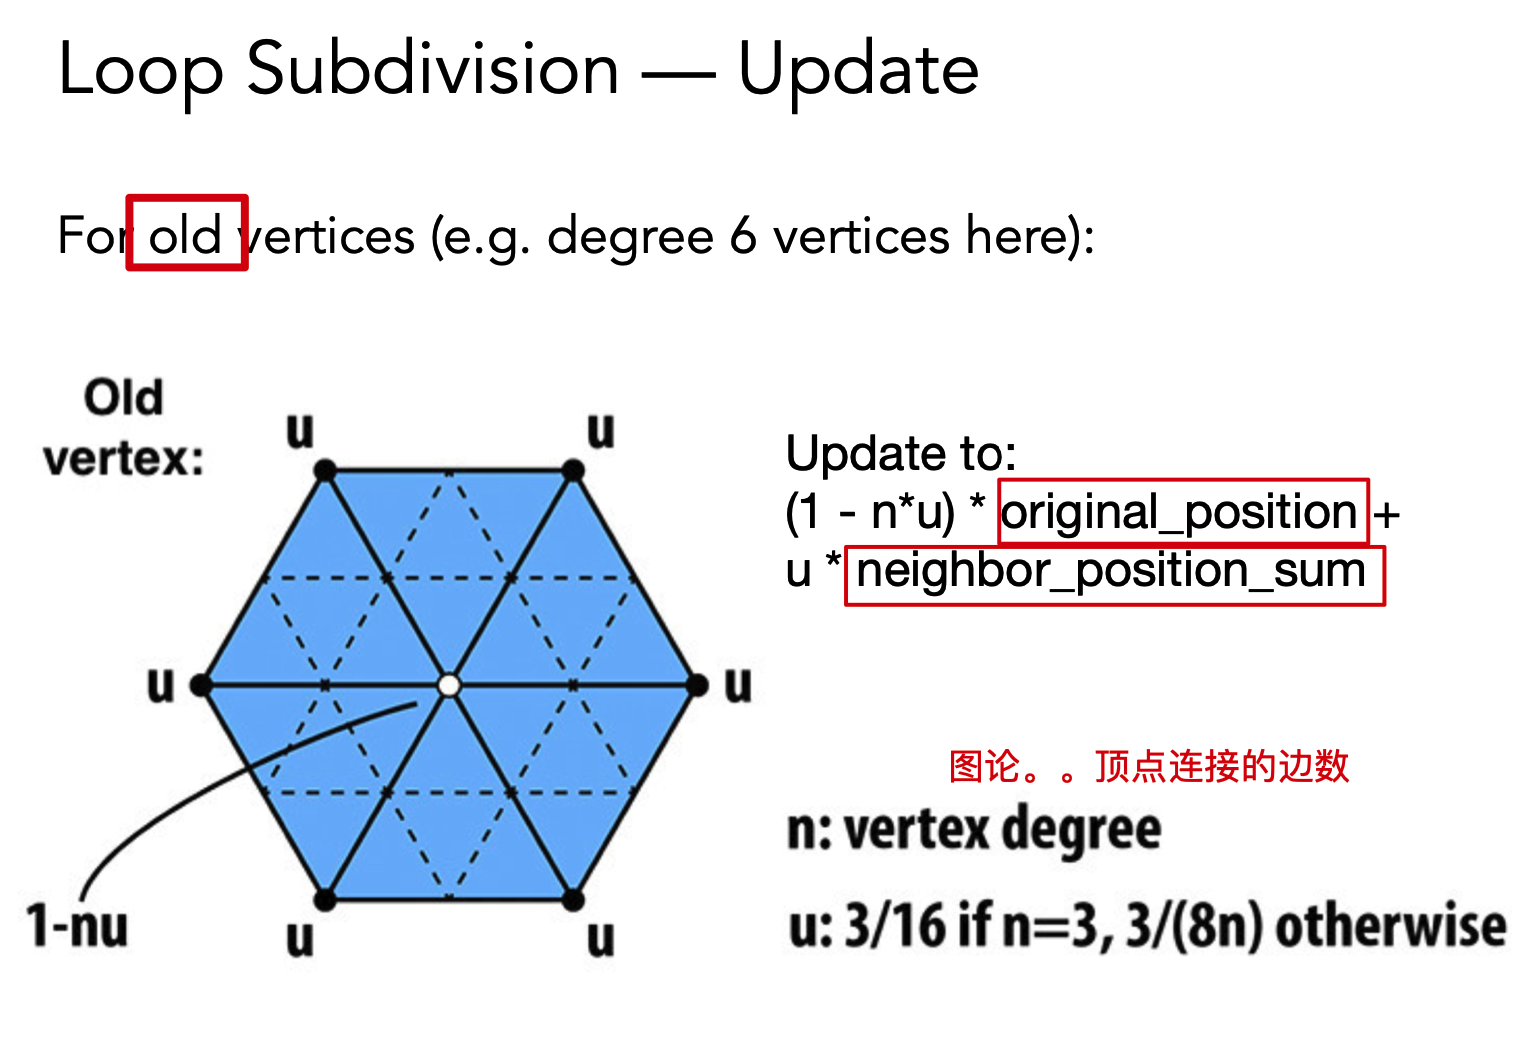 Loop Subdivision — Update
For old vertices (e.g. degree 6 vertices here):
Old
vertex:
u
u
u
u
u
u
1-nu
Update to:
(1 - n*u) * original_position +
u * neighbor_position_sum
图论。。顶点连接的边数
n: vertex degree
u: 3/16 if n=3, 3/(8n) otherwise